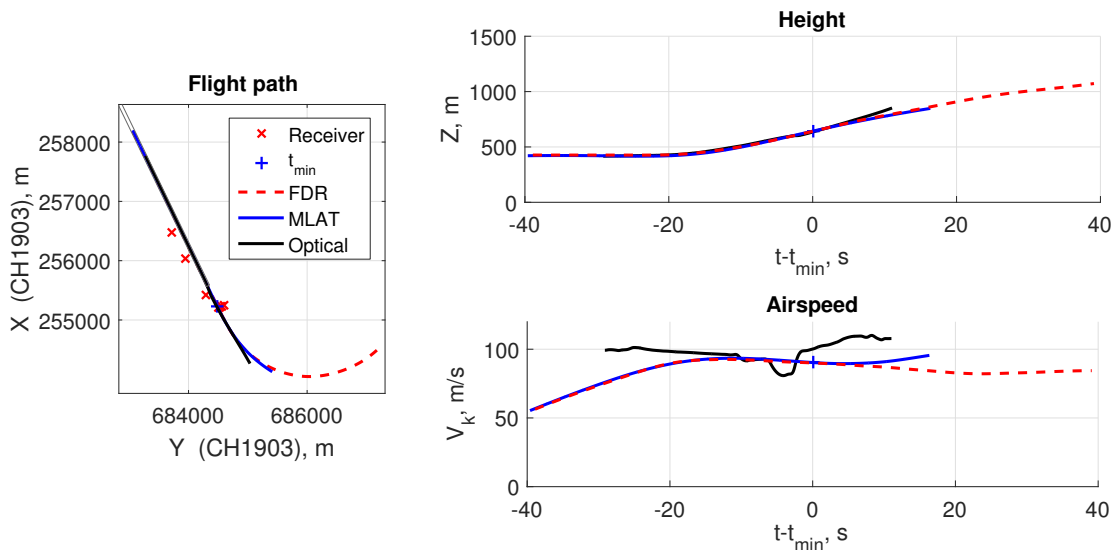 Flight path
X (CH1903), m
258000
257000
256000
255000
684000
686000
Y (CH1903), m
Receiver
t_min
FDR
MLAT
Optical
Height
Z, m
1500
1000
500
0
-40
-20
0
20
40
t-t_min, s
Airspeed
V_k, m/s
100
50
0
-40
-20
0
20
40
t-t_min, s